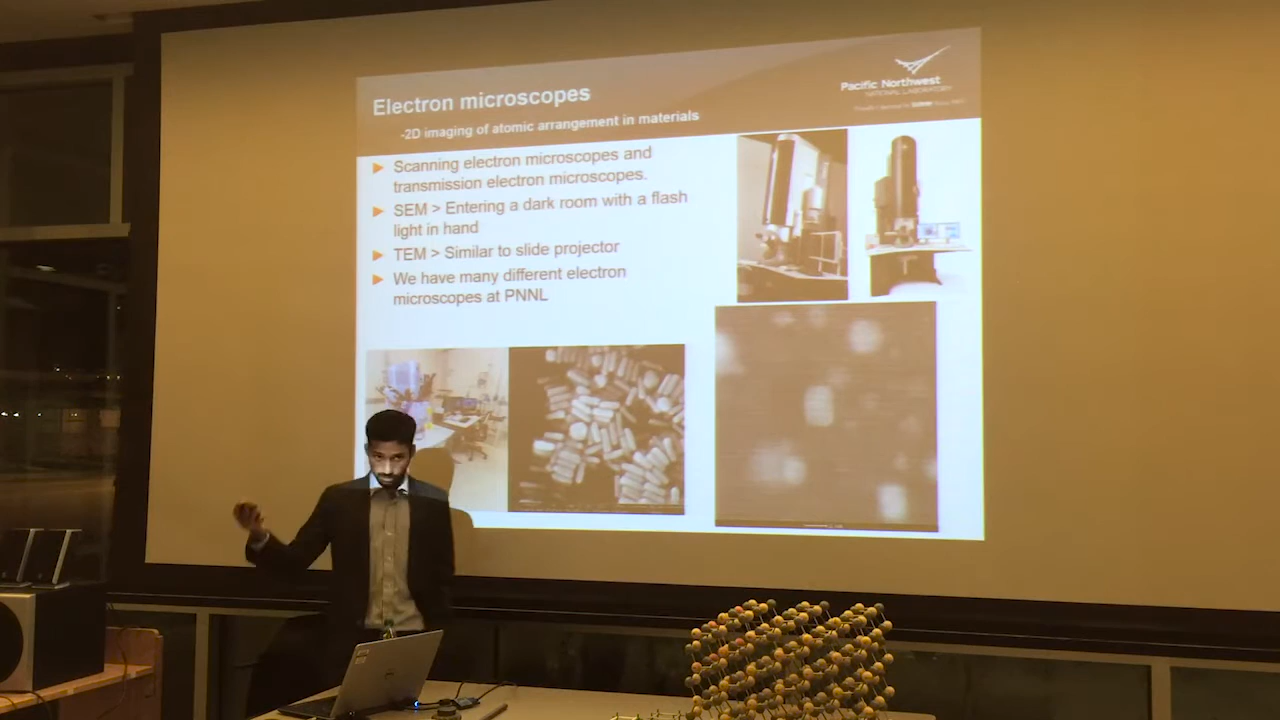 Electron microscopes
-2D imaging of atomic arrangement in materials
Pacific Northwest
NATIONAL LABORATORY
Scanning electron microscopes and
transmission electron microscopes.
SEM > Entering a dark room with a flash
light in hand
TEM > Similar to slide projector
We have many different electron
microscopes at PNNL